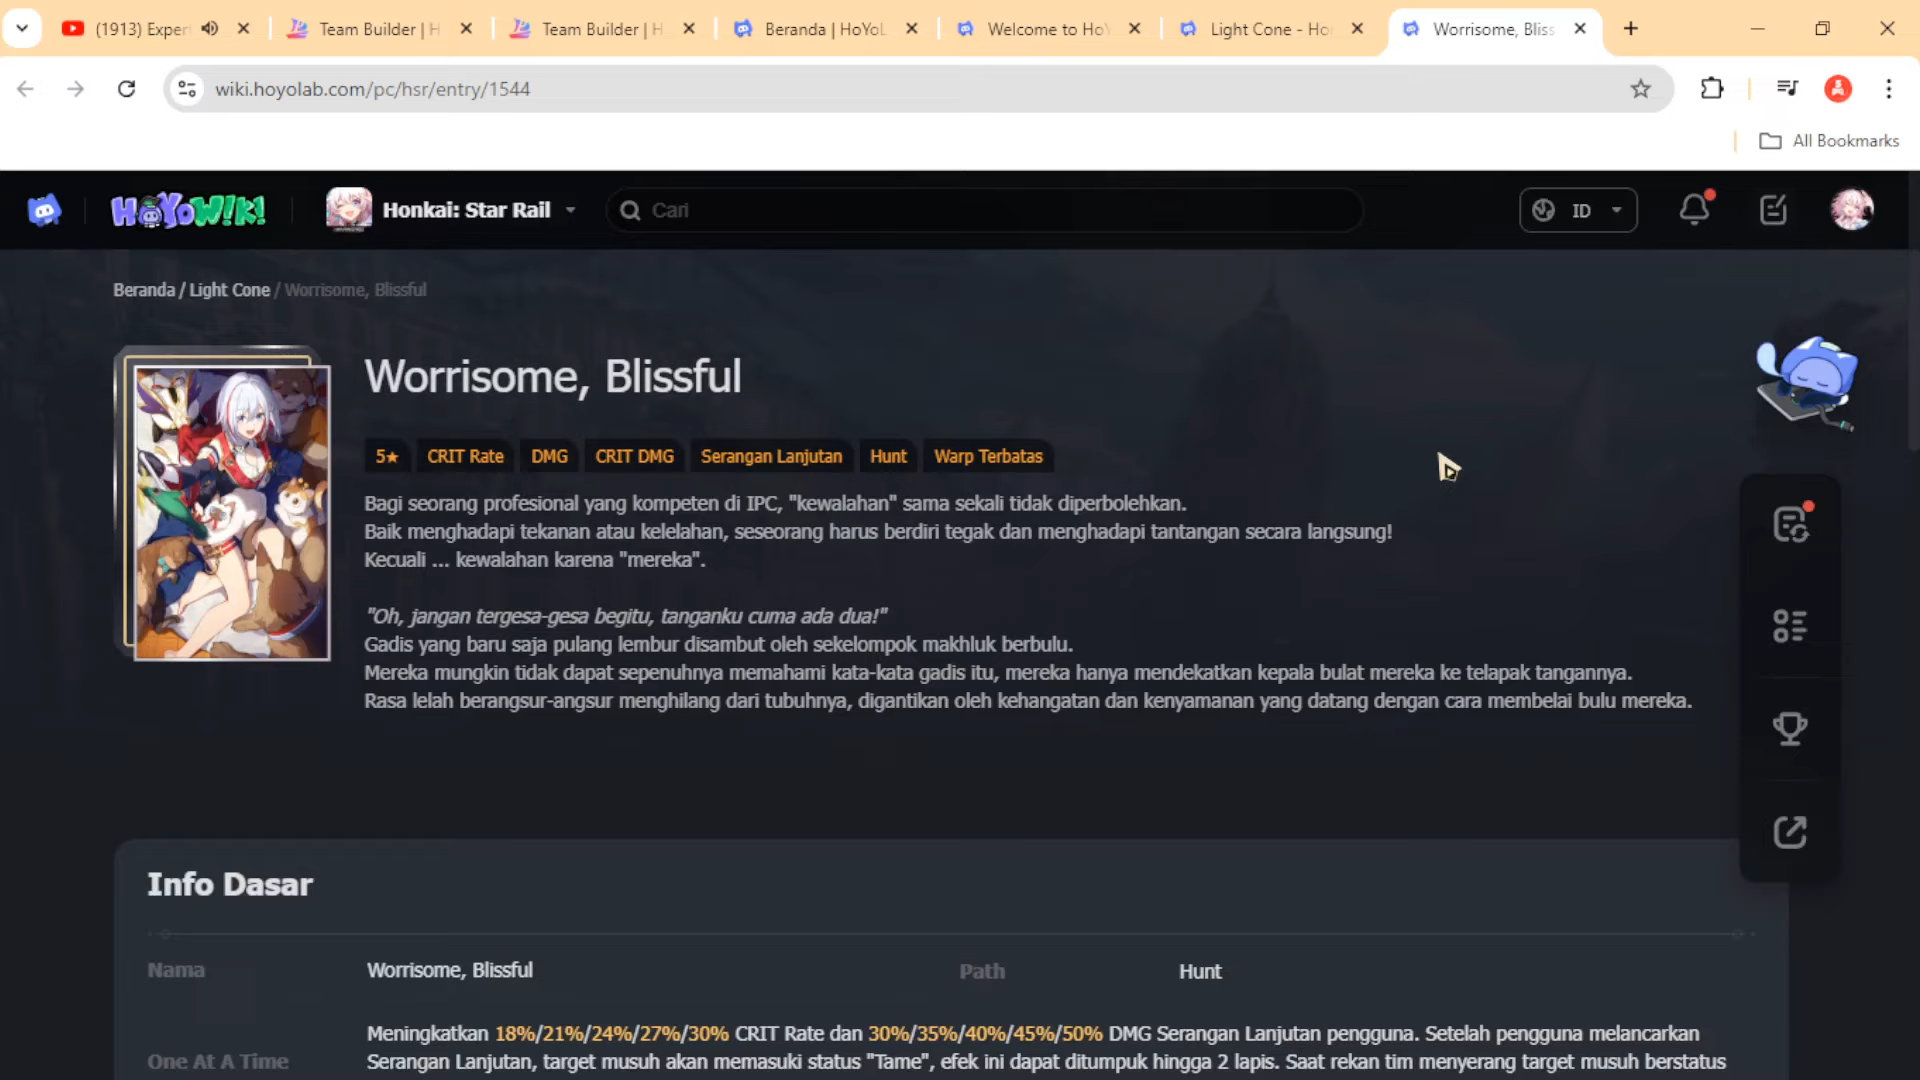 (1913) Exper
Team Builder | H
Team Builder | H
Beranda | HoYoL
Welcome to HoY
Light Cone - Ho
Worrisome, Bliss
wiki.hoyolab.com/pc/hsr/entry/1544
All Bookmarks
HoYoWiKi
Honkai: Star Rail
Cari
ID
Beranda / Light Cone / Worrisome, Blissful
Worrisome, Blissful
5★ CRIT Rate DMG CRIT DMG Serangan Lanjutan Hunt Warp Terbatas
Bagi seorang profesional yang kompeten di IPC, "kewalahan" sama sekali tidak diperbolehkan.
Baik menghadapi tekanan atau kelelahan, seseorang harus berdiri tegak dan menghadapi tantangan secara langsung!
Kecuali ... kewalahan karena "mereka".
"Oh, jangan tergesa-gesa begitu, tanganku cuma ada dua!"
Gadis yang baru saja pulang lembur disambut oleh sekelompok makhluk berbulu.
Mereka mungkin tidak dapat sepenuhnya memahami kata-kata gadis itu, mereka hanya mendekatkan kepala bulat mereka ke telapak tangannya.
Rasa lelah berangsur-angsur menghilang dari tubuhnya, digantikan oleh kehangatan dan kenyamanan yang datang dengan cara membelai bulu mereka.
Info Dasar
Nama Worrisome, Blissful Path Hunt
One At A Time
Meningkatkan 18%/21%/24%/27%/30% CRIT Rate dan 30%/35%/40%/45%/50% DMG Serangan Lanjutan pengguna. Setelah pengguna melancarkan
Serangan Lanjutan, target musuh akan memasuki status "Tame", efek ini dapat ditumpuk hingga 2 lapis. Saat rekan tim menyerang target musuh berstatus